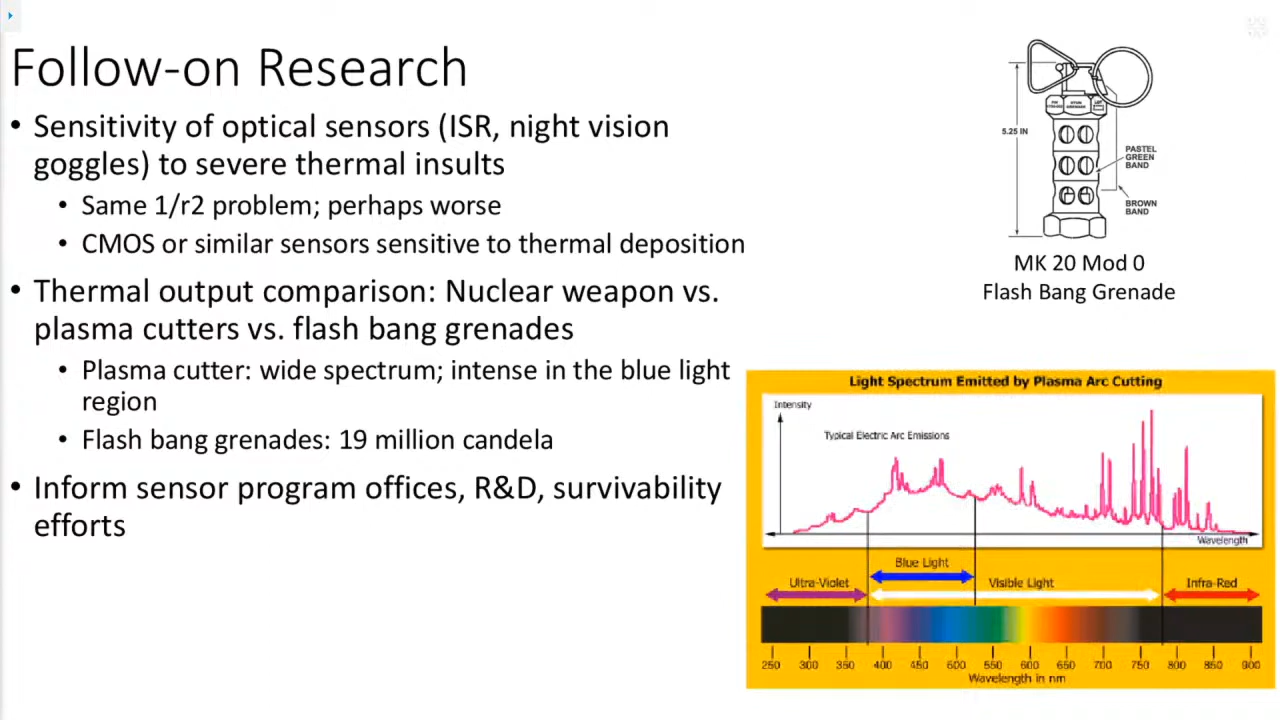 Follow-on Research
• Sensitivity of optical sensors (ISR, night vision
goggles) to severe thermal insults
• Same 1/r2 problem; perhaps worse
• CMOS or similar sensors sensitive to thermal deposition
• Thermal output comparison: Nuclear weapon vs.
plasma cutters vs. flash bang grenades
• Plasma cutter: wide spectrum; intense in the blue light
region
• Flash bang grenades: 19 million candela
• Inform sensor program offices, R&D, survivability
efforts
5.25 IN
PASTEL
GREEN
BAND
BROWN
BAND
MK 20 Mod 0
Flash Bang Grenade
Light Spectrum Emitted by Plasma Arc Cutting
Intensity
Typical Electric Arc Emissions
Wavelength
Blue Light
Ultra-Violet
Visible Light
Infra-Red
250 300 350 400 450 500 550 600 650 700 750 800 850 900
Wavelength in nm